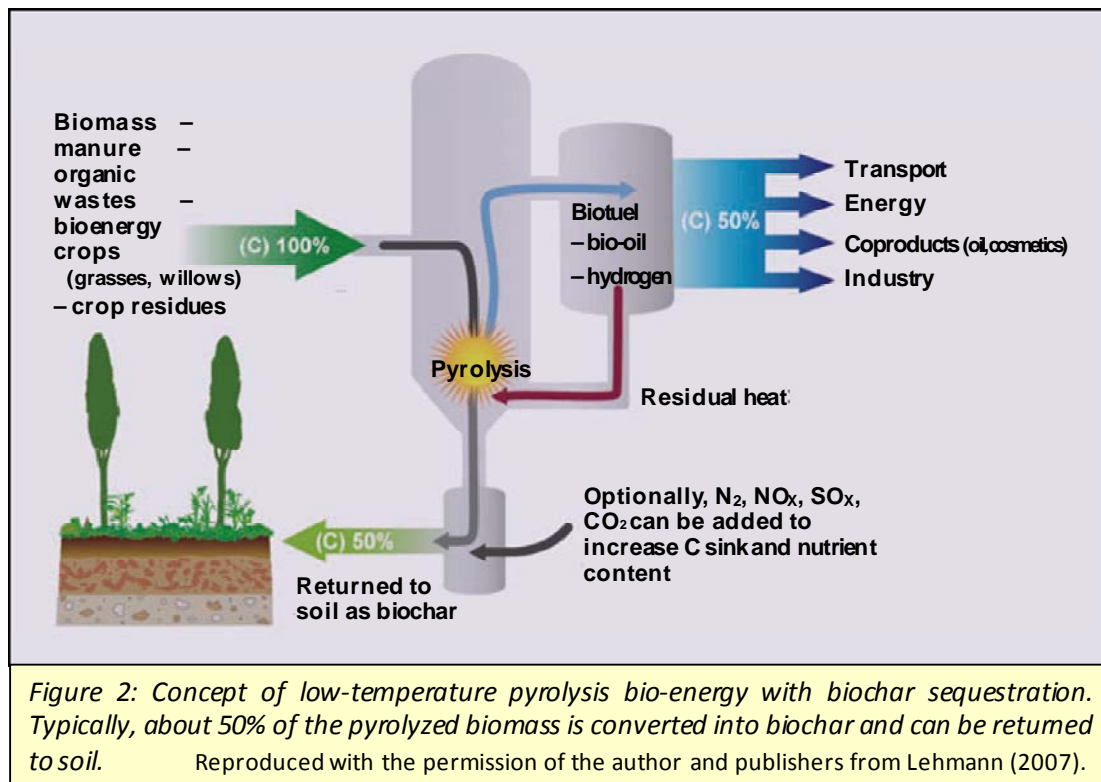 Biomass –
manure –
organic
wastes –
bioenergy
crops
(grasses, willows)
– crop residues
(C) 100%
Pyrolysis
Biotuel
– bio-oil
– hydrogen
(C) 50%
Transport
Energy
Coproducts (oil,cosmetics)
Industry
Residual heat:
Optionally, N₂, NOX, SOX,
CO₂ can be added to
increase C sink and nutrient
content
(C) 50%
Returned to
soil as biochar
Figure 2: Concept of low-temperature pyrolysis bio-energy with biochar sequestration.
Typically, about 50% of the pyrolyzed biomass is converted into biochar and can be returned
to soil. Reproduced with the permission of the author and publishers from Lehmann (2007).